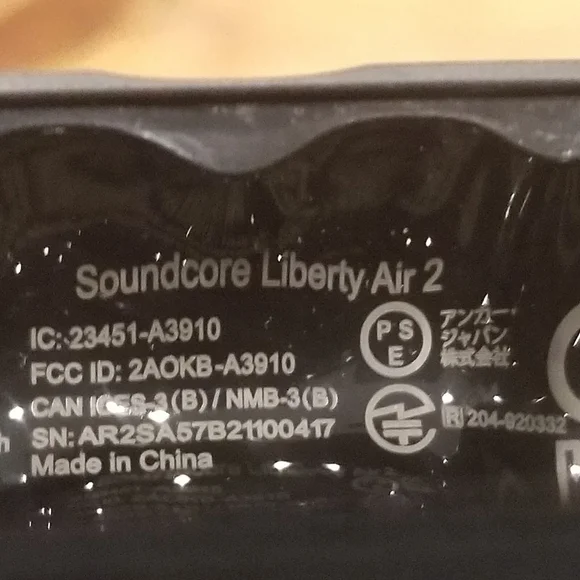 Soundcore Liberty Air 2
IC: 23451-A3910
FCC ID: 2AOKB-A3910
CAN ICES-3(B) / NMB-3(B)
SN: AR2SA57B21100417
Made in China
PS
E
アンカー・
ジャパン
株式会社
R 204-920332